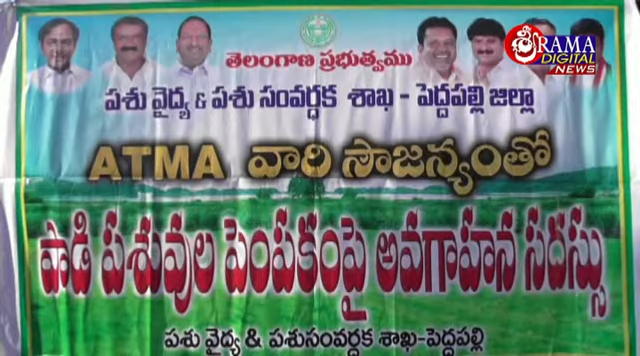 శ్రీRAMA
DIGITAL
NEWS
తెలంగాణ ప్రభుత్వము
పశు వైద్య & పశు సంవర్ధక శాఖ - పెద్దపల్లి జిల్లా
ATMA వారి సౌజన్యంతో
పాడి పశువుల పెంపకంపై అవగాహన సదస్సు
పశు వైద్య & పశుసంవర్ధక శాఖ-పెద్దపల్లి